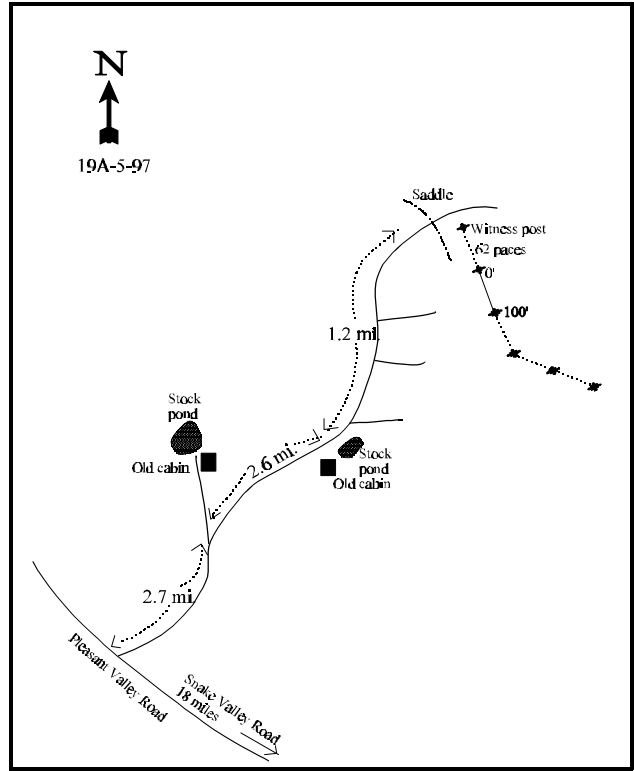 N
19A-5-97
Saddle
Witness post
62 paces
0'
100'
1.2 mi.
Stock
pond
Old cabin
2.6 mi.
Stock
pond
Old cabin
2.7 mi.
Pleasant Valley Road
Snake Valley Road
18 miles